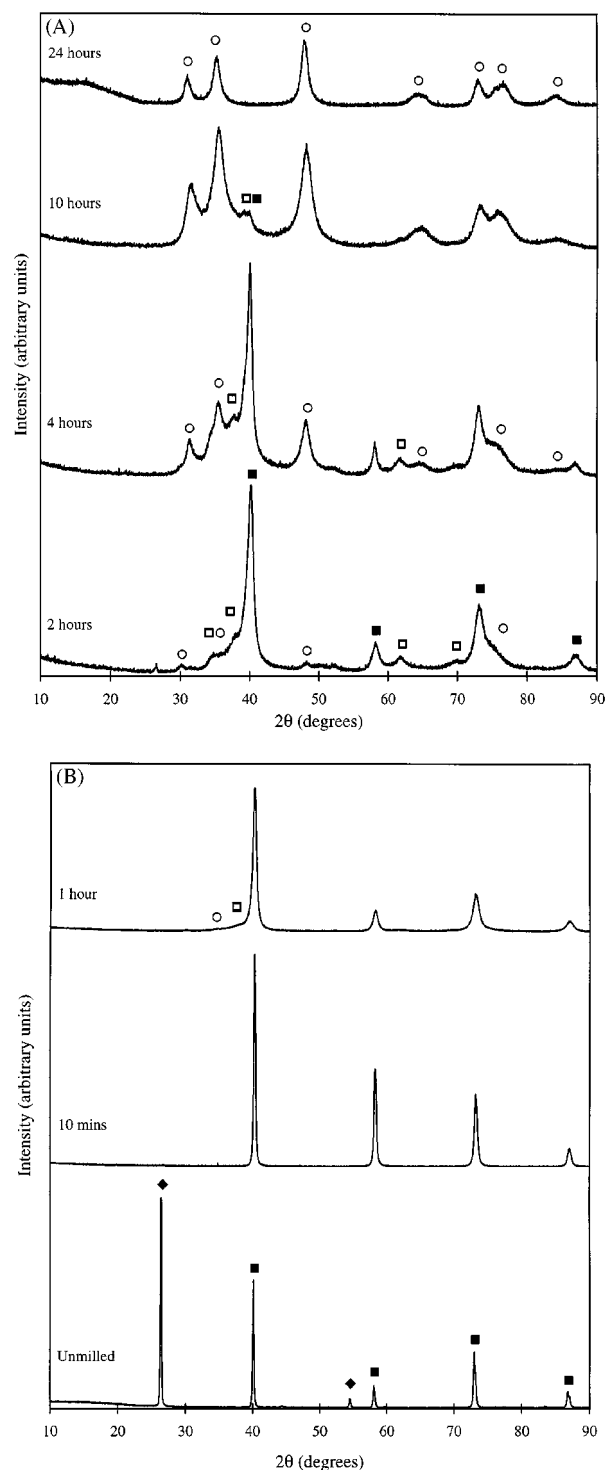 (A)
24 hours
10 hours
4 hours
2 hours
Intensity (arbitrary units)
10 20 30 40 50 60 70 80 90
2θ (degrees)
(B)
1 hour
10 mins
Unmilled
Intensity (arbitrary units)
10 20 30 40 50 60 70 80 90
2θ (degrees)